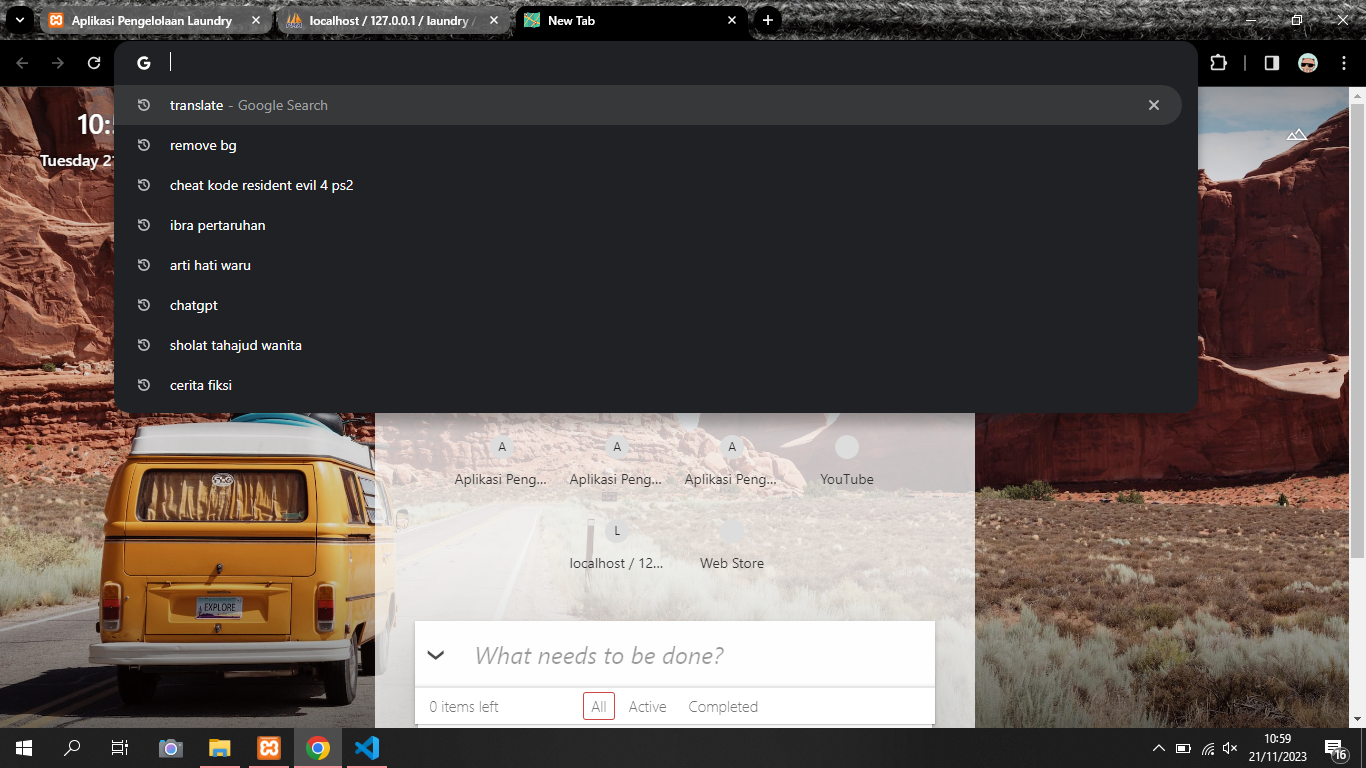 Aplikasi Pengelolaan Laundry
localhost / 127.0.0.1 / laundry /
New Tab
translate - Google Search
remove bg
cheat kode resident evil 4 ps2
ibra pertaruhan
arti hati waru
chatgpt
sholat tahajud wanita
cerita fiksi
10:5
Tuesday 21
A
A
A
Aplikasi Peng...
Aplikasi Peng...
Aplikasi Peng...
YouTube
L
localhost / 12...
Web Store
EXPLORE
What needs to be done?
0 items left
All
Active
Completed
10:59
21/11/2023
16